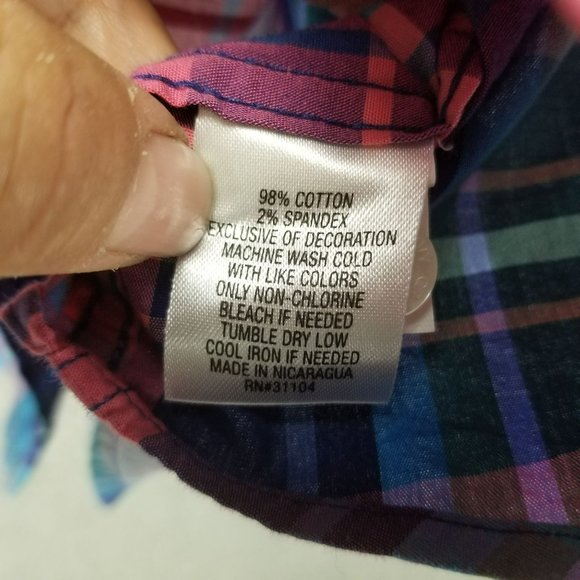 98% COTTON
2% SPANDEX
EXCLUSIVE OF DECORATION
MACHINE WASH COLD
WITH LIKE COLORS
ONLY NON-CHLORINE
BLEACH IF NEEDED
TUMBLE DRY LOW
COOL IRON IF NEEDED
MADE IN NICARAGUA
RN#31104